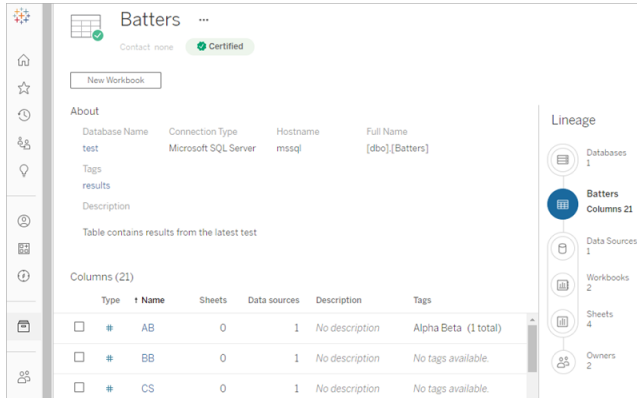 Batters ...
Contact none Certified
New Workbook
About
Database Name Connection Type Hostname Full Name
test Microsoft SQL Server mssql [dbo].[Batters]
Tags
results
Description
Table contains results from the latest test
Columns (21)
Type ↑ Name Sheets Data sources Description Tags
# AB 0 1 No description Alpha Beta (1 total)
# BB 0 1 No description No tags available.
# CS 0 1 No description No tags available.
Lineage
Databases
1
Batters
Columns 21
Data Sources
1
Workbooks
2
Sheets
4
Owners
2